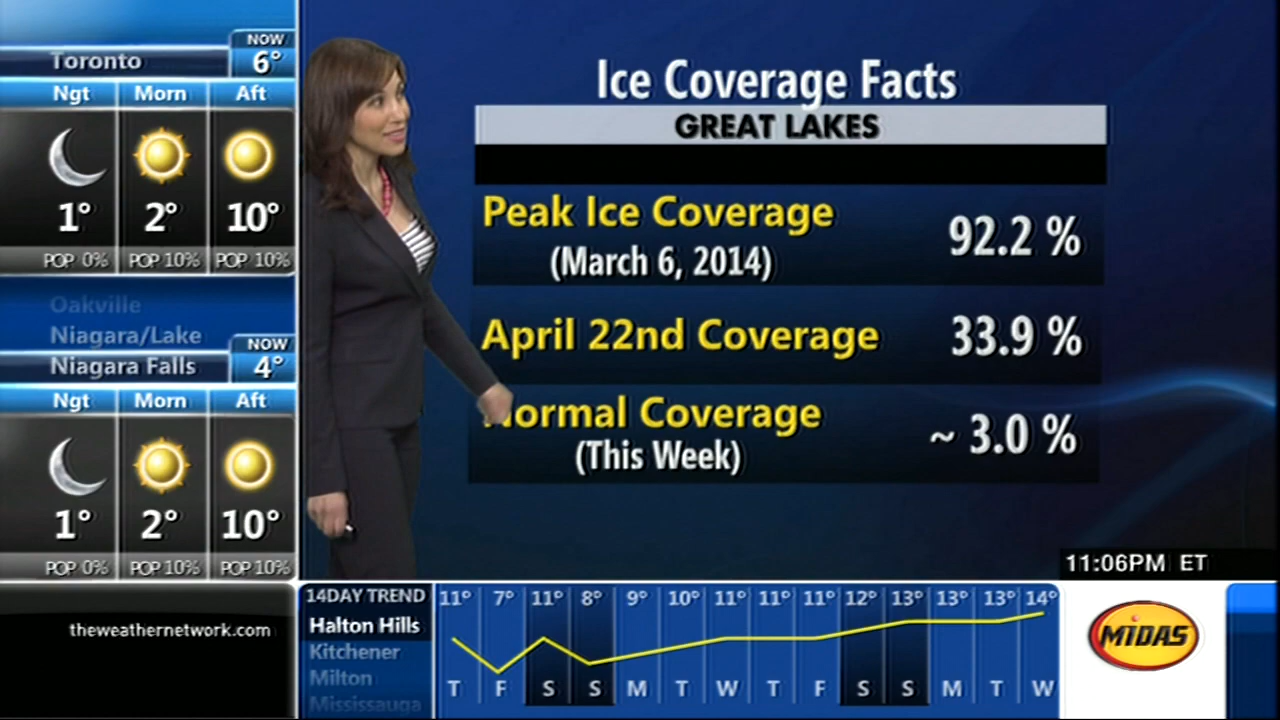 Toronto
NOW
6°
Ngt Morn Aft
1° 2° 10°
POP 0% POP 10% POP 10%
Oakville
Niagara/Lake
Niagara Falls
NOW
4°
Ngt Morn Aft
1° 2° 10°
POP 0% POP 10% POP 10%
theweathernetwork.com
Ice Coverage Facts
GREAT LAKES
Peak Ice Coverage
(March 6, 2014)
92.2 %
April 22nd Coverage
33.9 %
Normal Coverage
(This Week)
~ 3.0 %
11:06PM ET
14DAY TREND
Halton Hills
Kitchener
Milton
Mississauga
11° 7° 11° 8° 9° 10° 11° 11° 11° 12° 13° 13° 13° 14°
T F S S M T W T F S S M T W
MIDAS